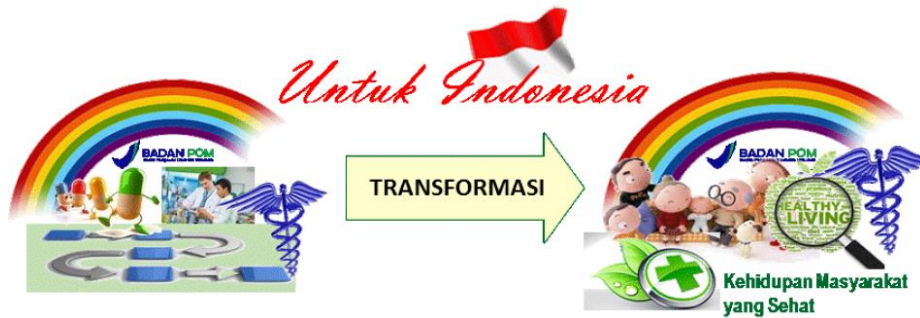 Untuk Indonesia
BADAN POM
TRANSFORMASI
BADAN POM
HEALTHY
LIVING
Kehidupan Masyarakat
yang Sehat